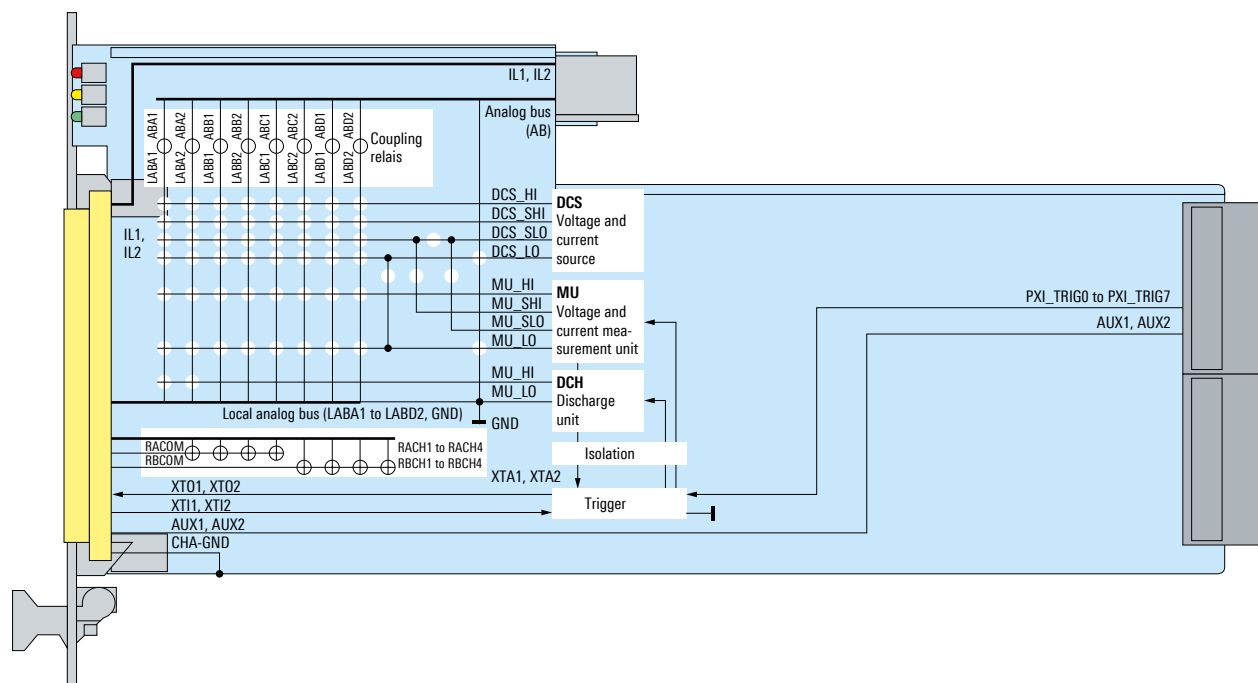 IL1, IL2
Analog bus
(AB)
LABA1 ABA1
LABA2 ABA2
LABB1 ABB1
LABB2 ABB2
LABC1 ABC1
LABC2 ABC2
LABD1 ABD1
LABD2 ABD2
Coupling
relais
IL1,
IL2
DCS_HI
DCS_SHI
DCS_SLO
DCS_LO
DCS
Voltage and
current
source
MU_HI
MU_SHI
MU_SLO
MU_LO
MU
Voltage and
current mea-
surement unit
MU_HI
MU_LO
DCH
Discharge
unit
PXI_TRIG0 to PXI_TRIG7
AUX1, AUX2
Local analog bus (LABA1 to LABD2, GND)
GND
RACOM
RBCOM
RACH1 to RACH4
RBCH1 to RBCH4
Isolation
XTA1, XTA2
Trigger
XTO1, XTO2
XTI1, XTI2
AUX1, AUX2
CHA-GND